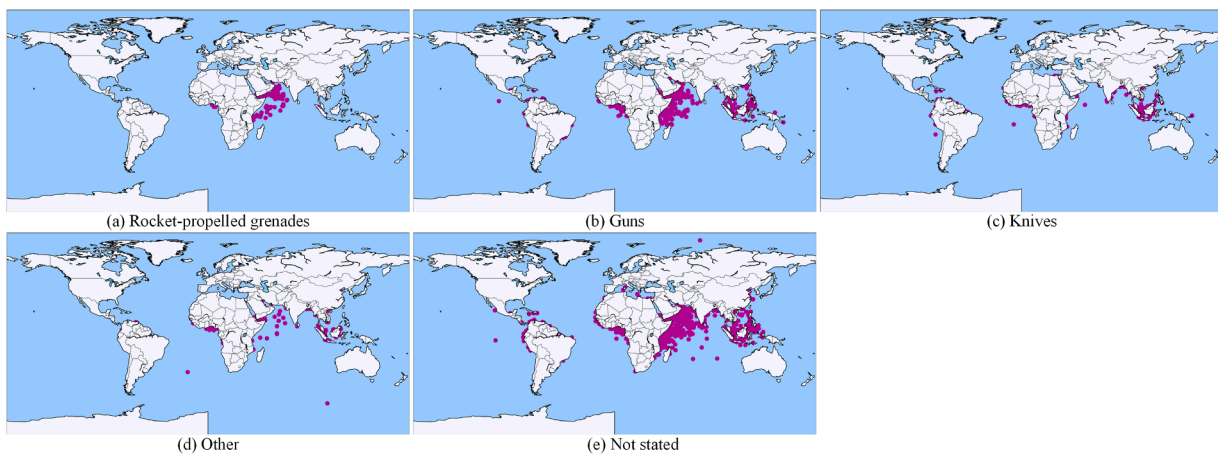 (a) Rocket-propelled grenades
(b) Guns
(c) Knives
(d) Other
(e) Not stated